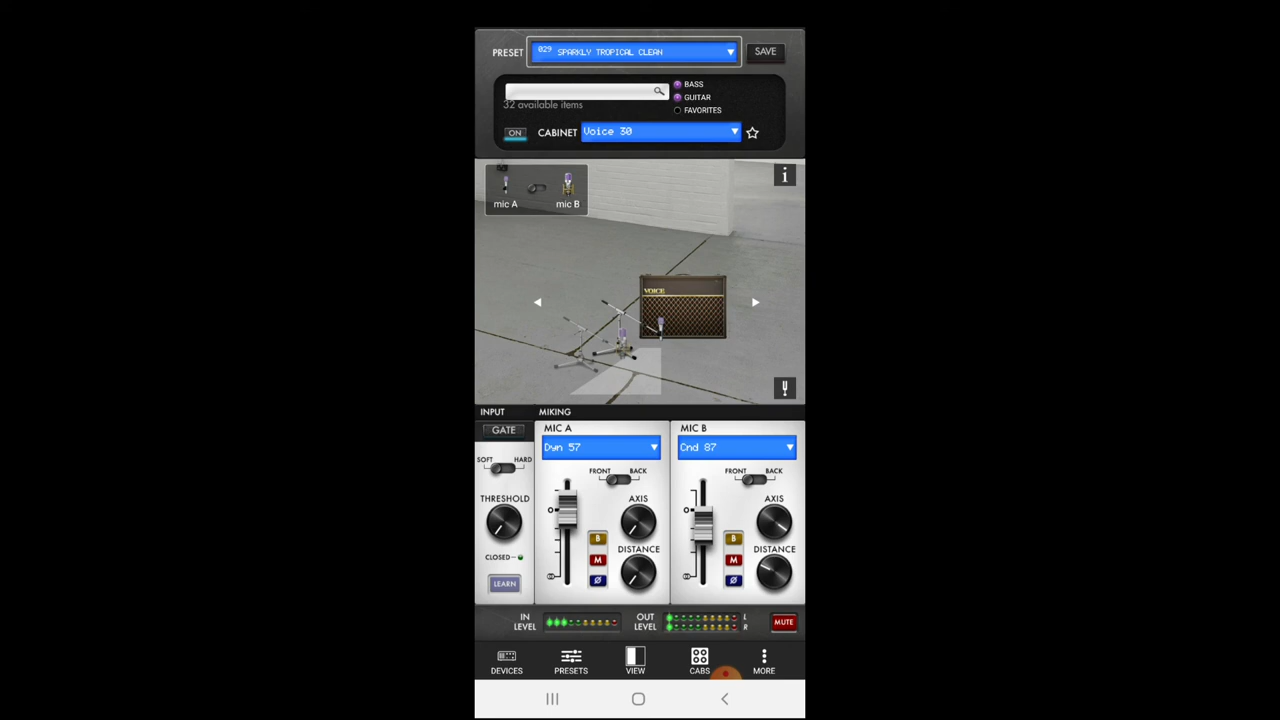 PRESET 029 SPARKLY TROPICAL CLEAN SAVE
BASS
GUITAR
32 available items
FAVORITES
ON CABINET Voice 30
i
mic A mic B
VOICE
INPUT MIKING
GATE
MIC A MIC B
Dyn 57 Cnd 87
SOFT HARD FRONT BACK FRONT BACK
THRESHOLD AXIS AXIS
0 0
B B
CLOSED DISTANCE DISTANCE
M M
LEARN ∞ Ø ∞ Ø
IN LEVEL OUT LEVEL L R MUTE
DEVICES PRESETS VIEW CABS MORE